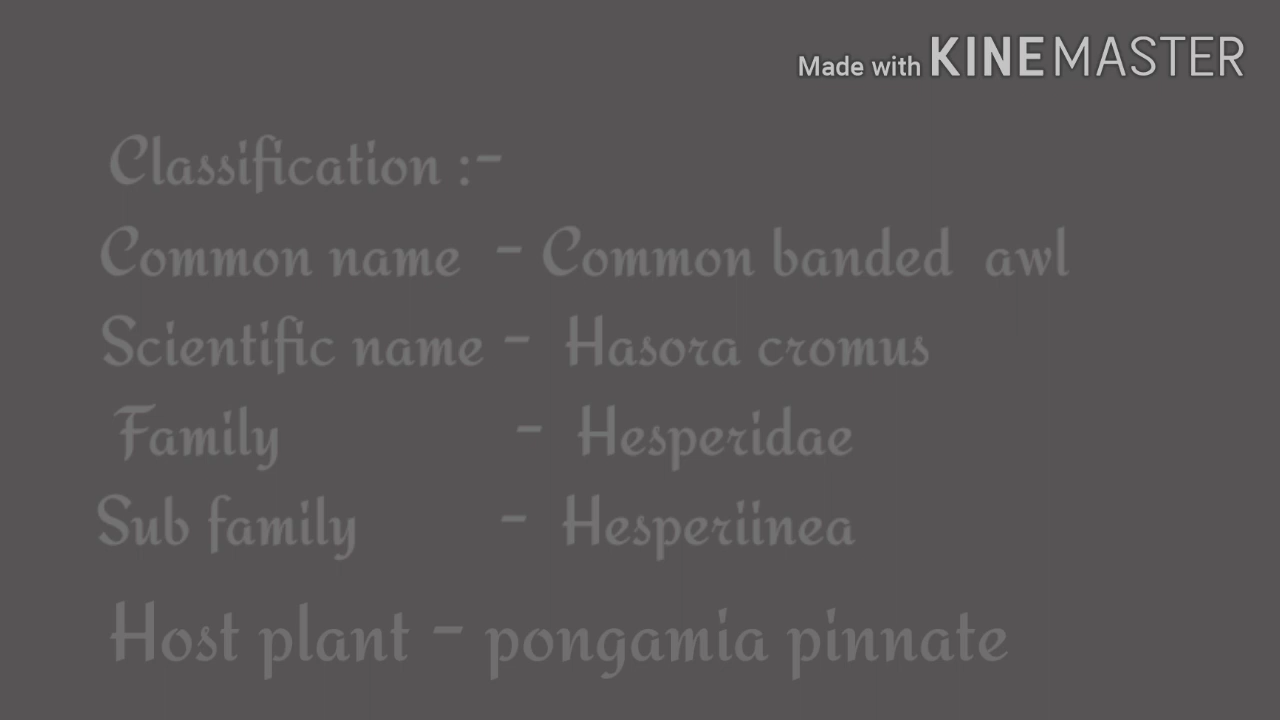 Made with KINEMASTER
Classification :-
Common name - Common banded awl
Scientific name - Hasora cromus
Family - Hesperidae
Sub family - Hesperiinea
Host plant - pongamia pinnate